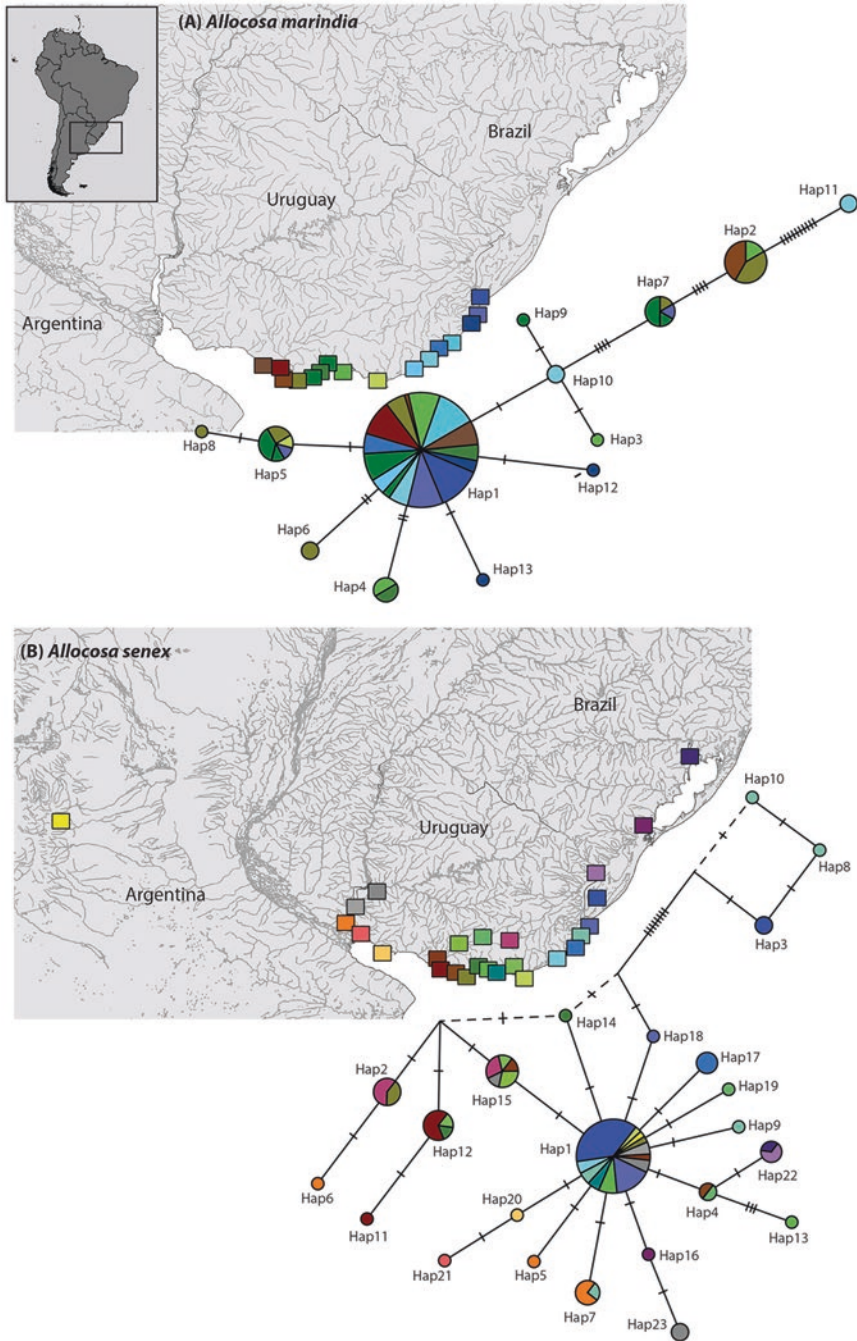 (A) Allocosa marindia
Brazil
Uruguay
Argentina
Hap11
Hap2
Hap7
Hap9
Hap10
Hap3
Hap8
Hap5
Hap1
Hap12
Hap6
Hap13
Hap4
(B) Allocosa senex
Brazil
Uruguay
Argentina
Hap10
Hap8
Hap3
Hap14
Hap18
Hap17
Hap2
Hap15
Hap19
Hap12
Hap1
Hap9
Hap22
Hap6
Hap4
Hap11
Hap20
Hap13
Hap21
Hap5
Hap16
Hap7
Hap23